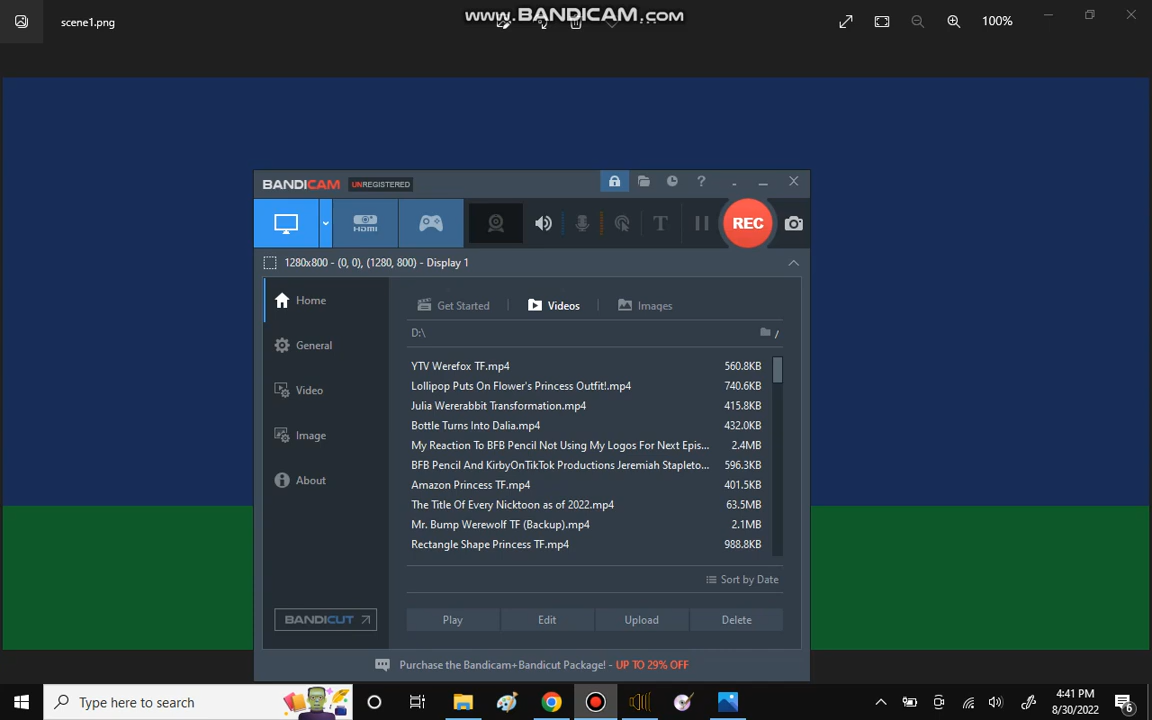 scene1.png
www.BANDICAM.com
100%
BANDICAM
UNREGISTERED
HDMI
REC
1280x800 - (0, 0), (1280, 800) - Display 1
Home
General
Video
Image
About
BANDICUT
Get Started
Videos
Images
D:\
/
YTV Werefox TF.mp4 560.8KB
Lollipop Puts On Flower's Princess Outfit!.mp4 740.6KB
Julia Wererabbit Transformation.mp4 415.8KB
Bottle Turns Into Dalia.mp4 432.0KB
My Reaction To BFB Pencil Not Using My Logos For Next Epis... 2.4MB
BFB Pencil And KirbyOnTikTok Productions Jeremiah Stapleto... 596.3KB
Amazon Princess TF.mp4 401.5KB
The Title Of Every Nicktoon as of 2022.mp4 63.5MB
Mr. Bump Werewolf TF (Backup).mp4 2.1MB
Rectangle Shape Princess TF.mp4 988.8KB
Sort by Date
Play
Edit
Upload
Delete
Purchase the Bandicam+Bandicut Package! - UP TO 29% OFF
Type here to search
4:41 PM
8/30/2022
6